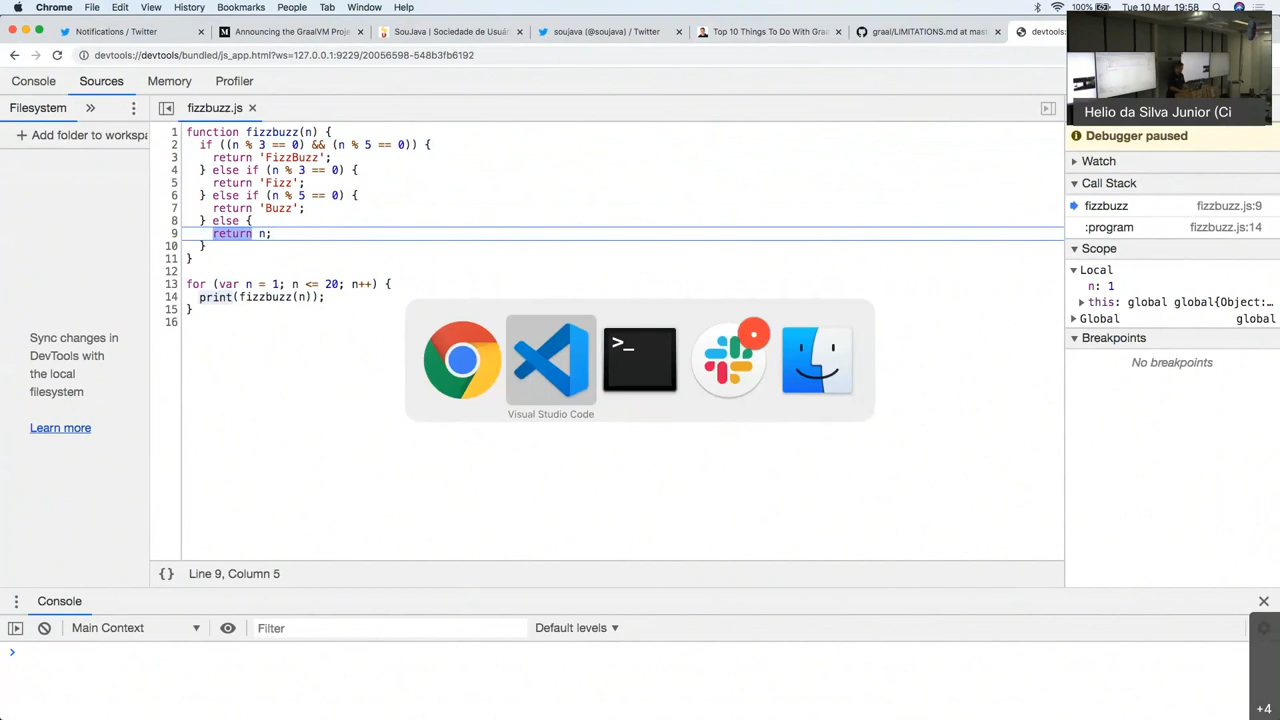 Chrome File Edit View History Bookmarks People Tab Window Help 100% Tue 10 Mar 19:58
Notifications / Twitter × Announcing the GraalVM Proje × SouJava | Sociedade de Usuár × soujava (@soujava) / Twitter × Top 10 Things To Do With Graa × graal/LIMITATIONS.md at mast × devtools:
devtools://devtools/bundled/js_app.html?ws=127.0.0.1:9229/20056598-548b3fb6192
Console Sources Memory Profiler
Helio da Silva Junior (Ci
Filesystem » fizzbuzz.js ×
+ Add folder to workspa
Sync changes in
DevTools with
the local
filesystem
Learn more
1 function fizzbuzz(n) {
2 if ((n % 3 == 0) && (n % 5 == 0)) {
3 return 'FizzBuzz';
4 } else if (n % 3 == 0) {
5 return 'Fizz';
6 } else if (n % 5 == 0) {
7 return 'Buzz';
8 } else {
9 return n;
10 }
11 }
12
13 for (var n = 1; n <= 20; n++) {
14 print(fizzbuzz(n));
15 }
16
>_
Visual Studio Code
Debugger paused
Watch
Call Stack
fizzbuzz fizzbuzz.js:9
:program fizzbuzz.js:14
Scope
Local
n: 1
this: global global{Object:…
Global global
Breakpoints
No breakpoints
{} Line 9, Column 5
Console ×
Main Context Filter Default levels
>
+4